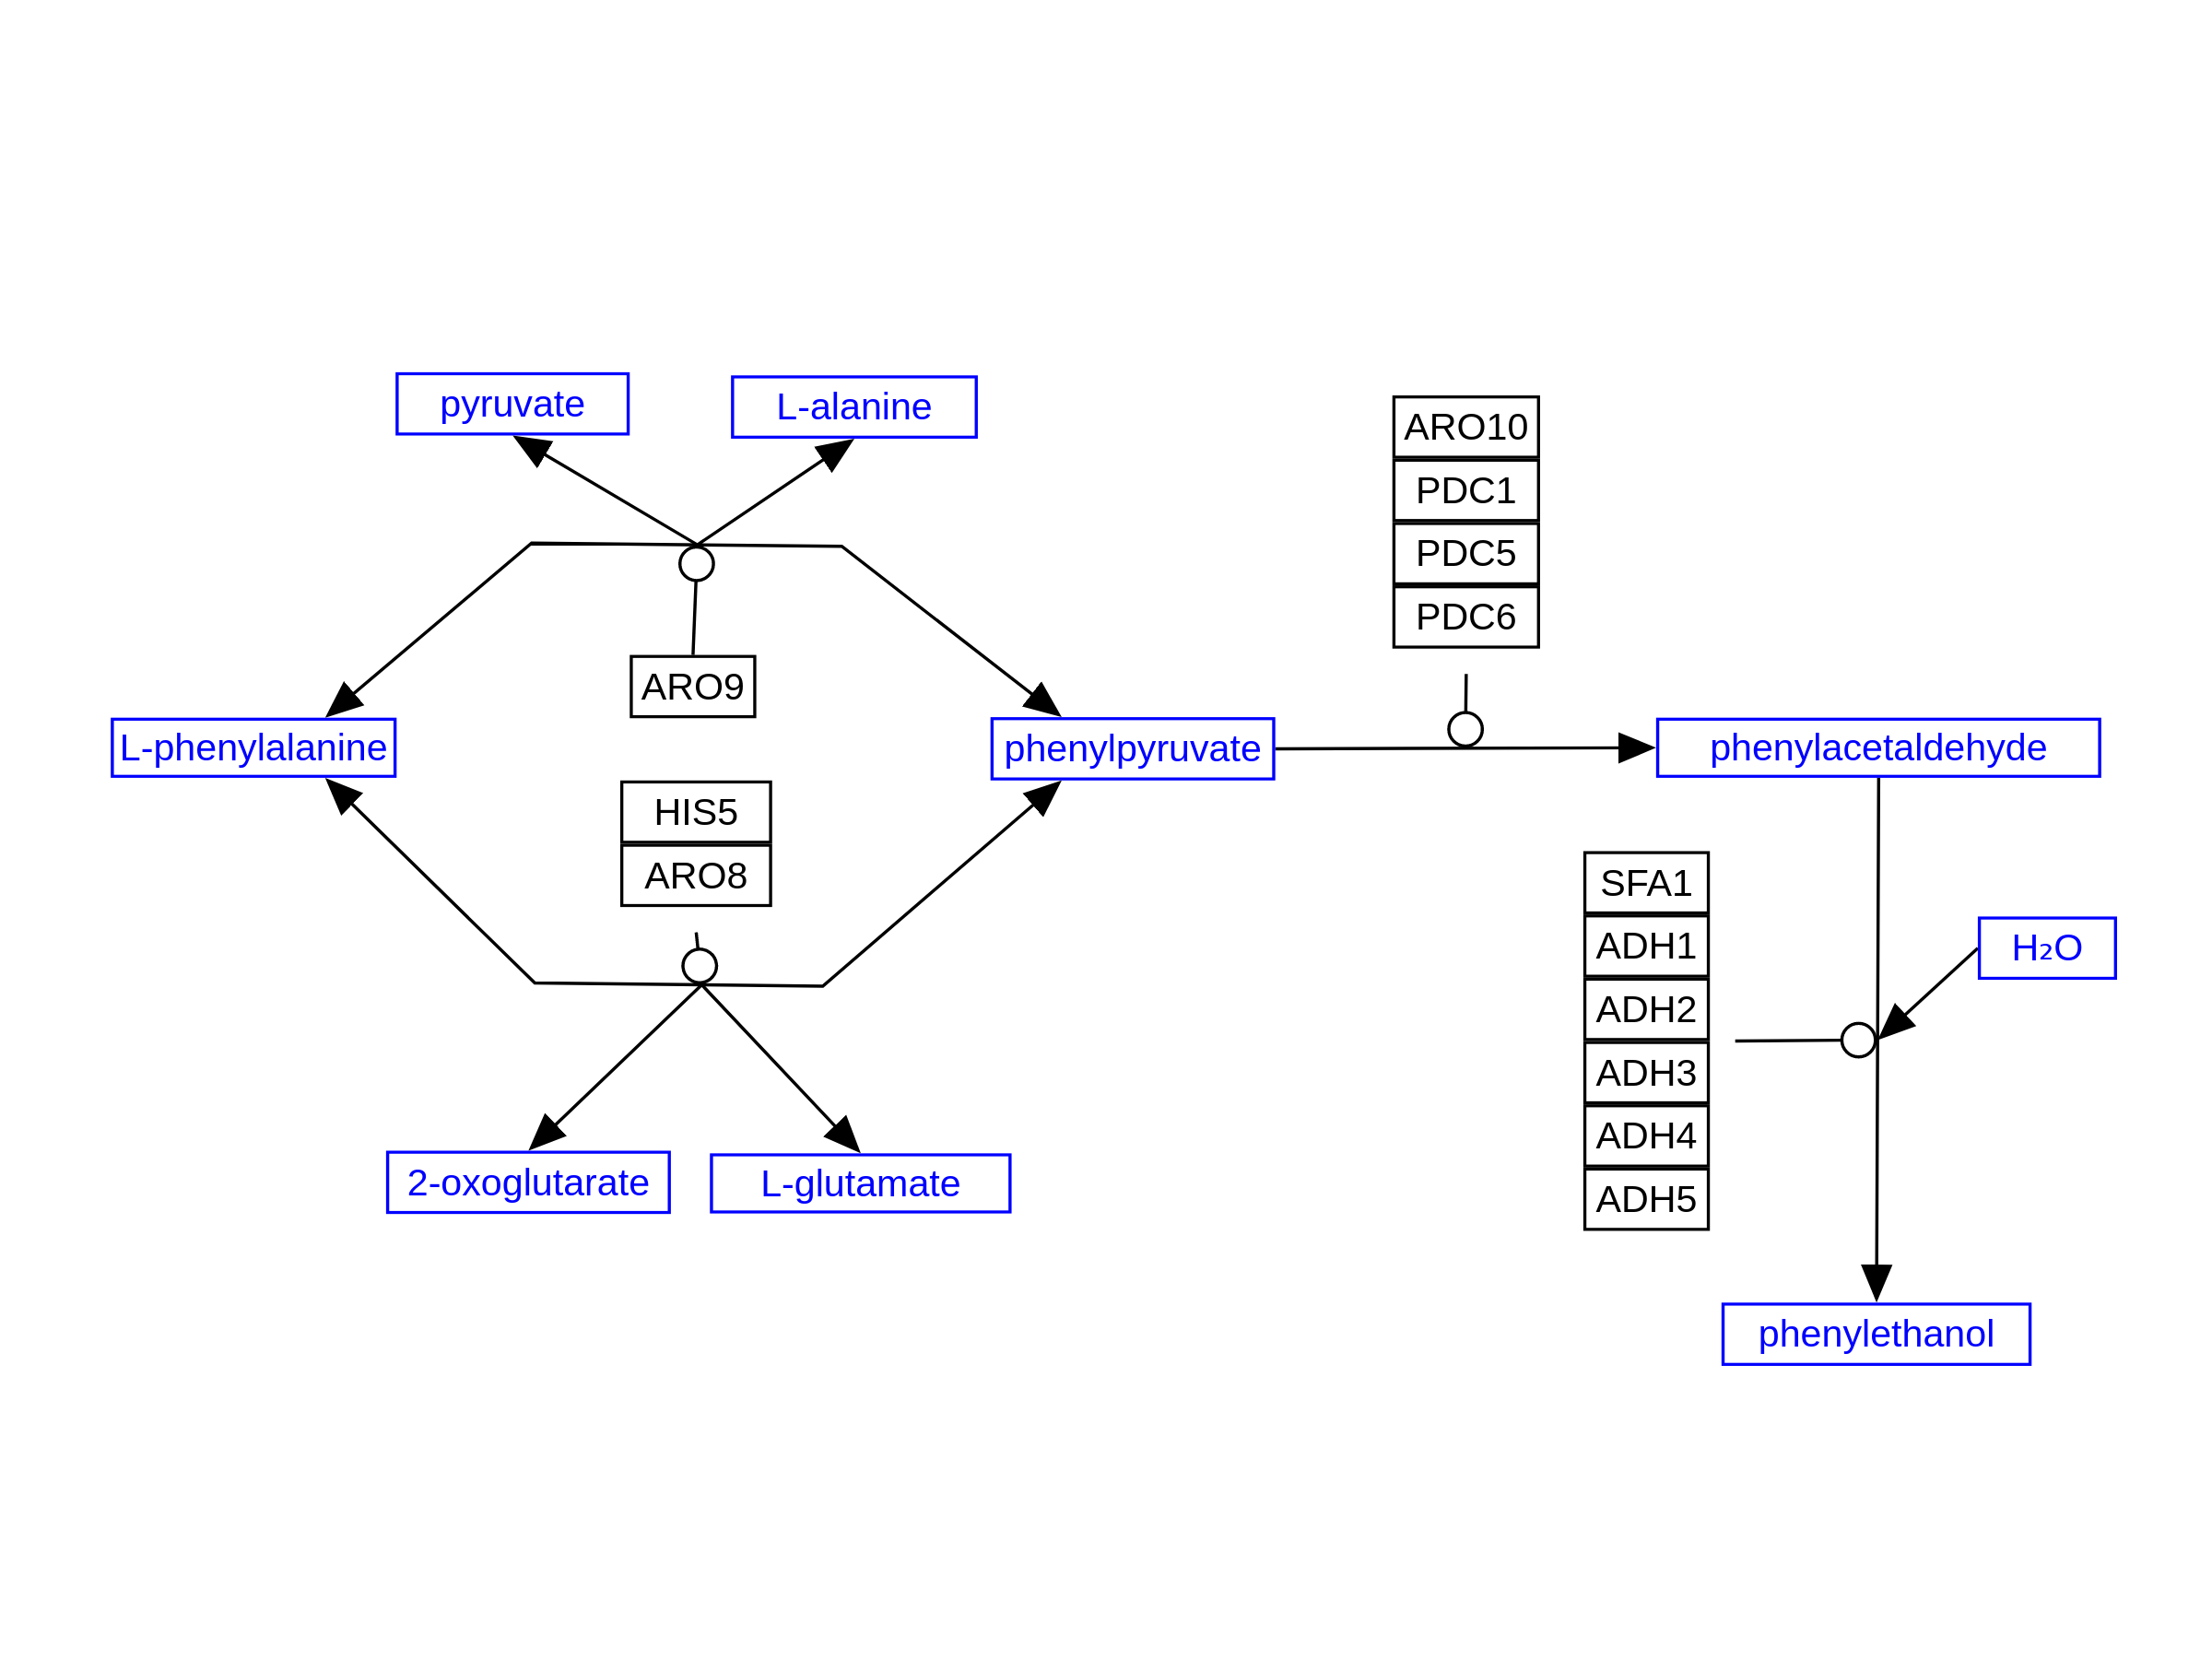 pyruvate
L-alanine
ARO10
PDC1
PDC5
PDC6
ARO9
L-phenylalanine
phenylpyruvate
phenylacetaldehyde
HIS5
ARO8
SFA1
ADH1
ADH2
ADH3
ADH4
ADH5
H₂O
2-oxoglutarate
L-glutamate
phenylethanol